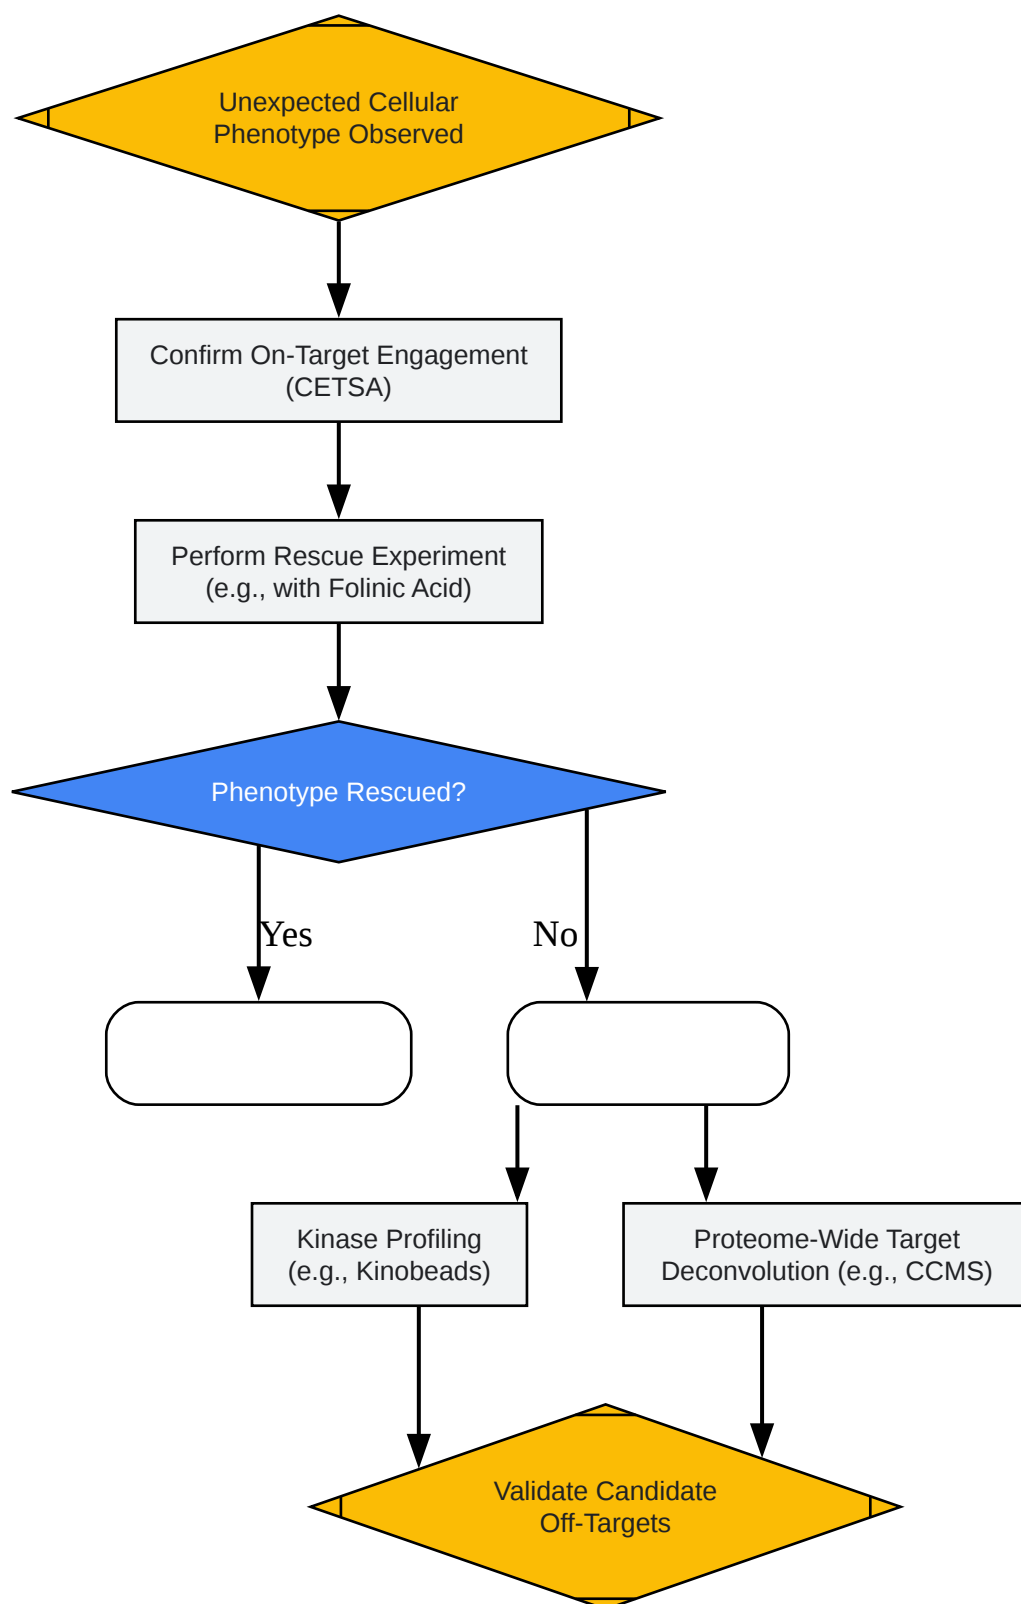 Unexpected Cellular
Phenotype Observed
Confirm On-Target Engagement
(CETSA)
Perform Rescue Experiment
(e.g., with Folinic Acid)
Phenotype Rescued?
Yes
No
Kinase Profiling
(e.g., Kinobeads)
Proteome-Wide Target
Deconvolution (e.g., CCMS)
Validate Candidate
Off-Targets